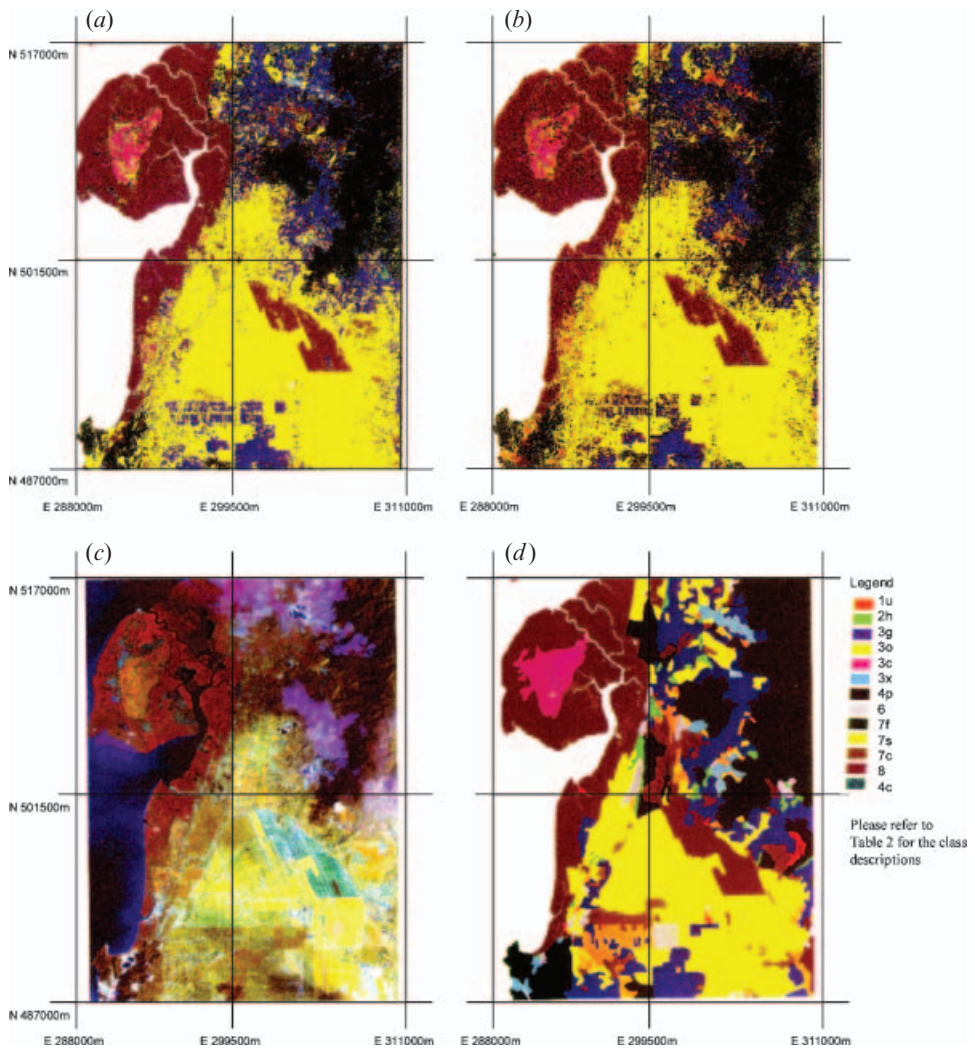 (a)
(b)
N 517000m
N 501500m
N 487000m
E 288000m E 299500m E 311000m
E 288000m E 299500m E 311000m
(c)
(d)
N 517000m
N 501500m
N 487000m
E 288000m E 299500m E 311000m
E 288000m E 299500m E 311000m
Legend
1u
2h
3g
3o
3c
3x
4p
6
7f
7s
7c
8
4c
Please refer to
Table 2 for the class
descriptions